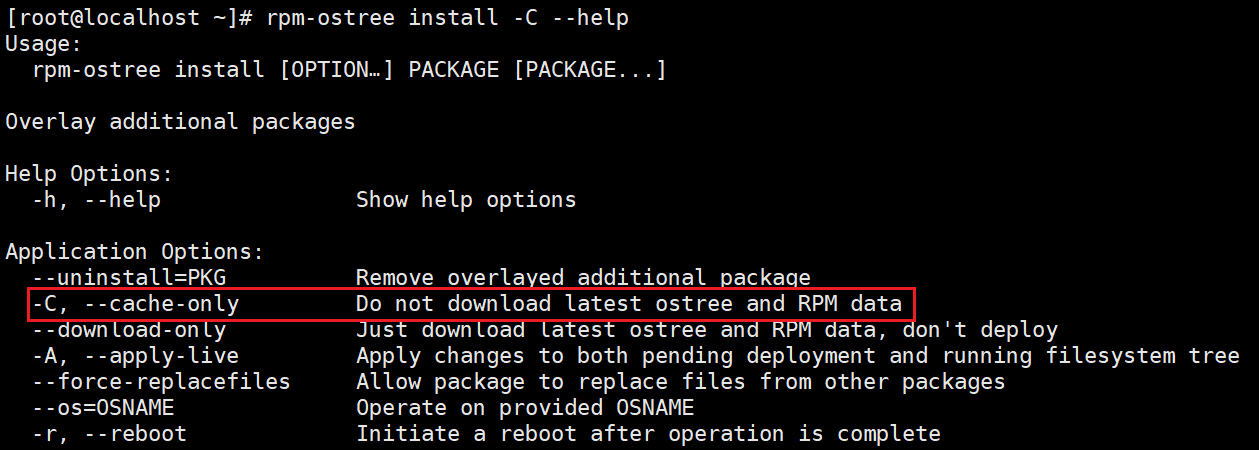 [root@localhost ~]# rpm-ostree install -C --help
Usage:
  rpm-ostree install [OPTION…] PACKAGE [PACKAGE...]

Overlay additional packages

Help Options:
  -h, --help               Show help options

Application Options:
  --uninstall=PKG          Remove overlayed additional package
  -C, --cache-only         Do not download latest ostree and RPM data
  --download-only          Just download latest ostree and RPM data, don't deploy
  -A, --apply-live         Apply changes to both pending deployment and running filesystem tree
  --force-replacefiles     Allow package to replace files from other packages
  --os=OSNAME              Operate on provided OSNAME
  -r, --reboot             Initiate a reboot after operation is complete